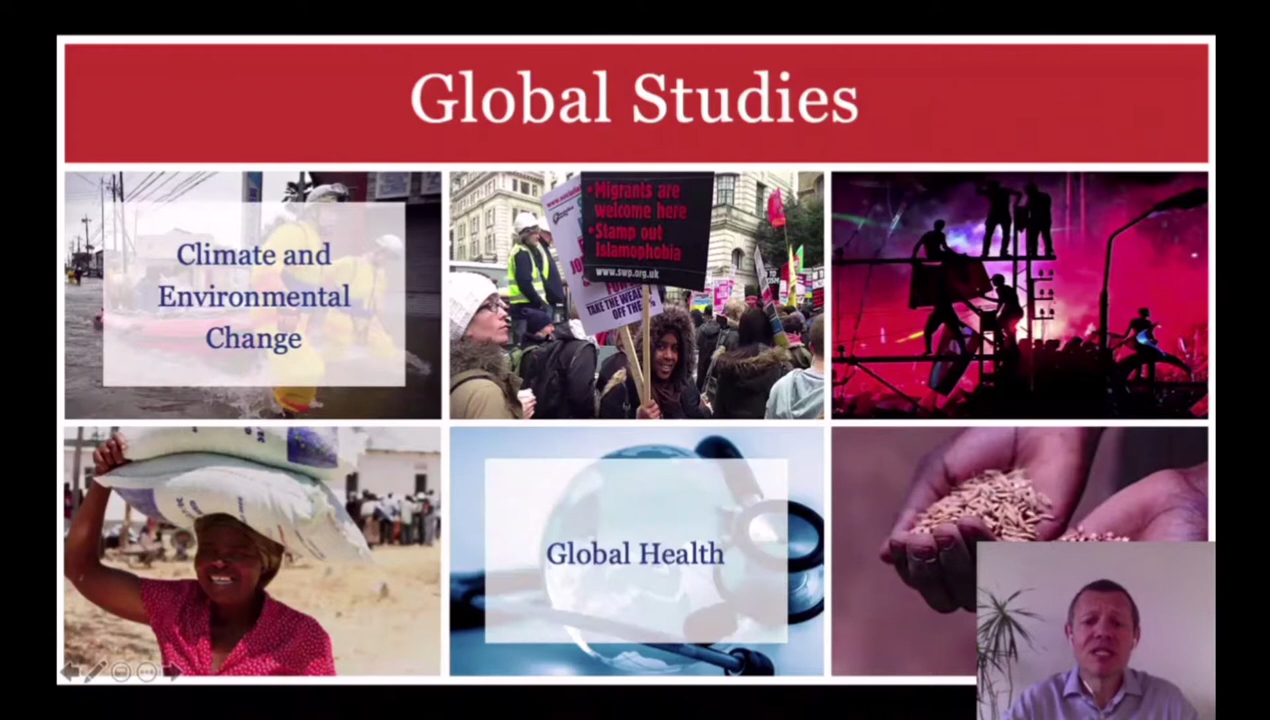 Global Studies
Climate and
Environmental
Change
•Migrants are
welcome here
•Stamp out
Islamophobia
www.swp.org.uk
TAKE THE WEAL
OFF THE
Global Health